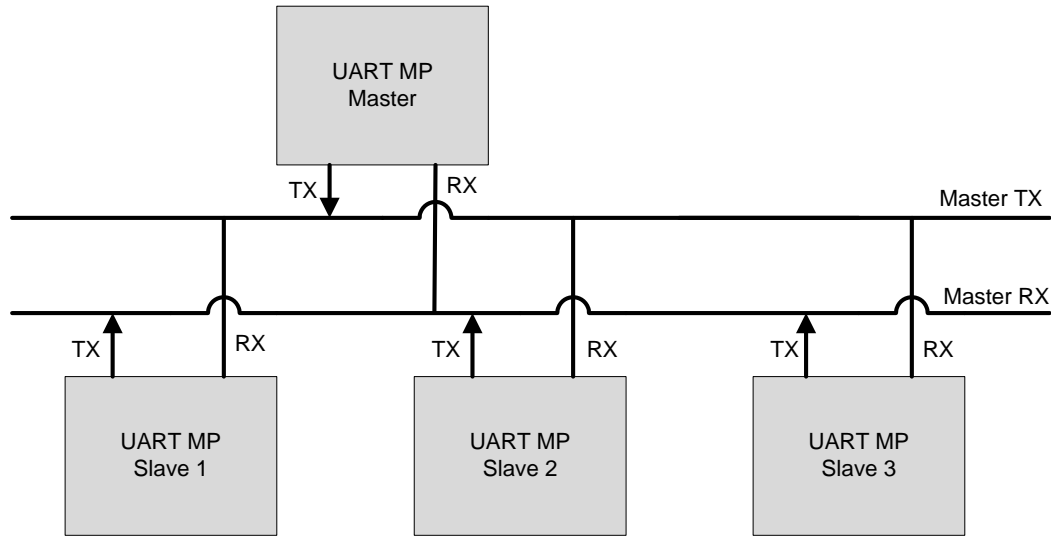 UART MP
Master
TX
RX
Master TX
Master RX
TX
RX
TX
RX
TX
RX
UART MP
Slave 1
UART MP
Slave 2
UART MP
Slave 3